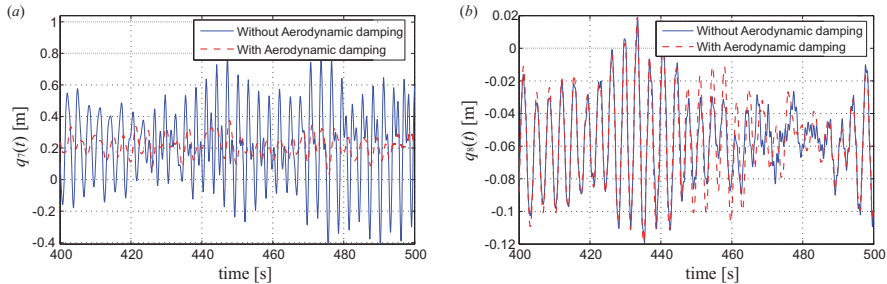 (a)
Without Aerodynamic damping
With Aerodynamic damping
1
0.8
0.6
0.4
0.2
0
-0.2
-0.4
q7(t) [m]
400
420
440
460
480
500
time [s]
(b)
Without Aerodynamic damping
With Aerodynamic damping
0.02
0
-0.02
-0.04
-0.06
-0.08
-0.1
-0.12
q8(t) [m]
400
420
440
460
480
500
time [s]